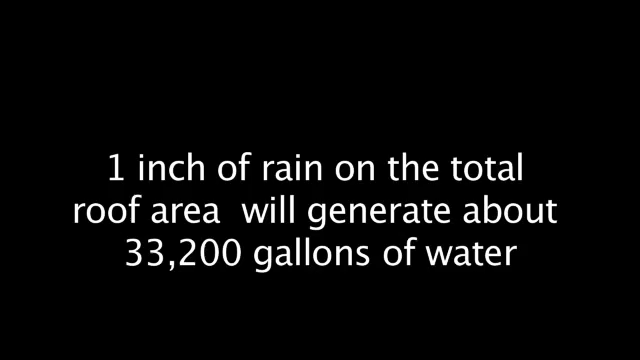 1 inch of rain on the total
roof area  will generate about
33,200 gallons of water